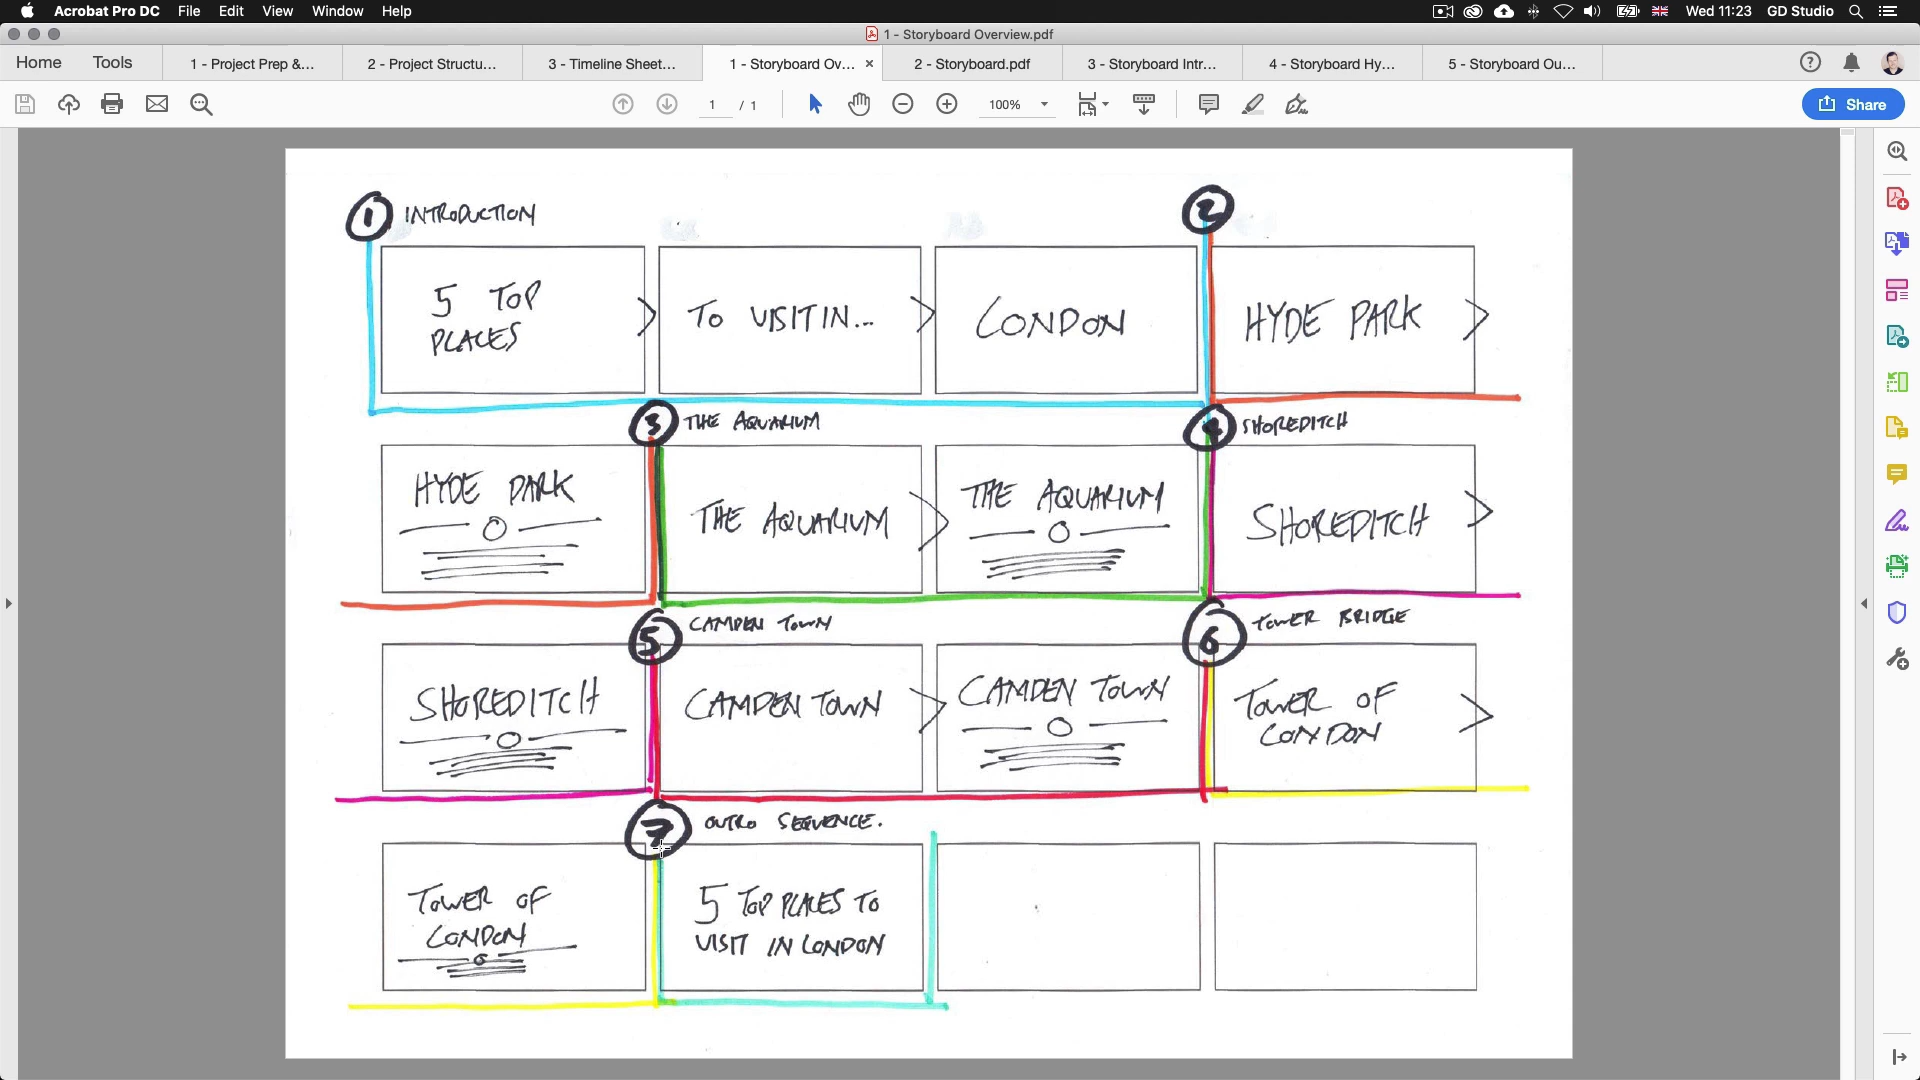 Acrobat Pro DC File Edit View Window Help
Wed 11:23 GD Studio
1 - Storyboard Overview.pdf
Home Tools 1 - Project Prep &... 2 - Project Structu... 3 - Timeline Sheet... 1 - Storyboard Ov... × 2 - Storyboard.pdf 3 - Storyboard Intr... 4 - Storyboard Hy... 5 - Storyboard Ou...
1 / 1 100% Share
1 INTRODUCTION
2
5 TOP
PLACES
TO VISIT IN...
LONDON
HYDE PARK
3 THE AQUARIUM
4 SHOREDITCH
HYDE PARK
THE AQUARIUM
THE AQUARIUM
SHOREDITCH
5 CAMDEN TOWN
6 TOWER BRIDGE
SHOREDITCH
CAMDEN TOWN
CAMDEN TOWN
TOWER OF
LONDON
7 OUTRO SEQUENCE.
TOWER OF
LONDON
5 TOP PLACES TO
VISIT IN LONDON